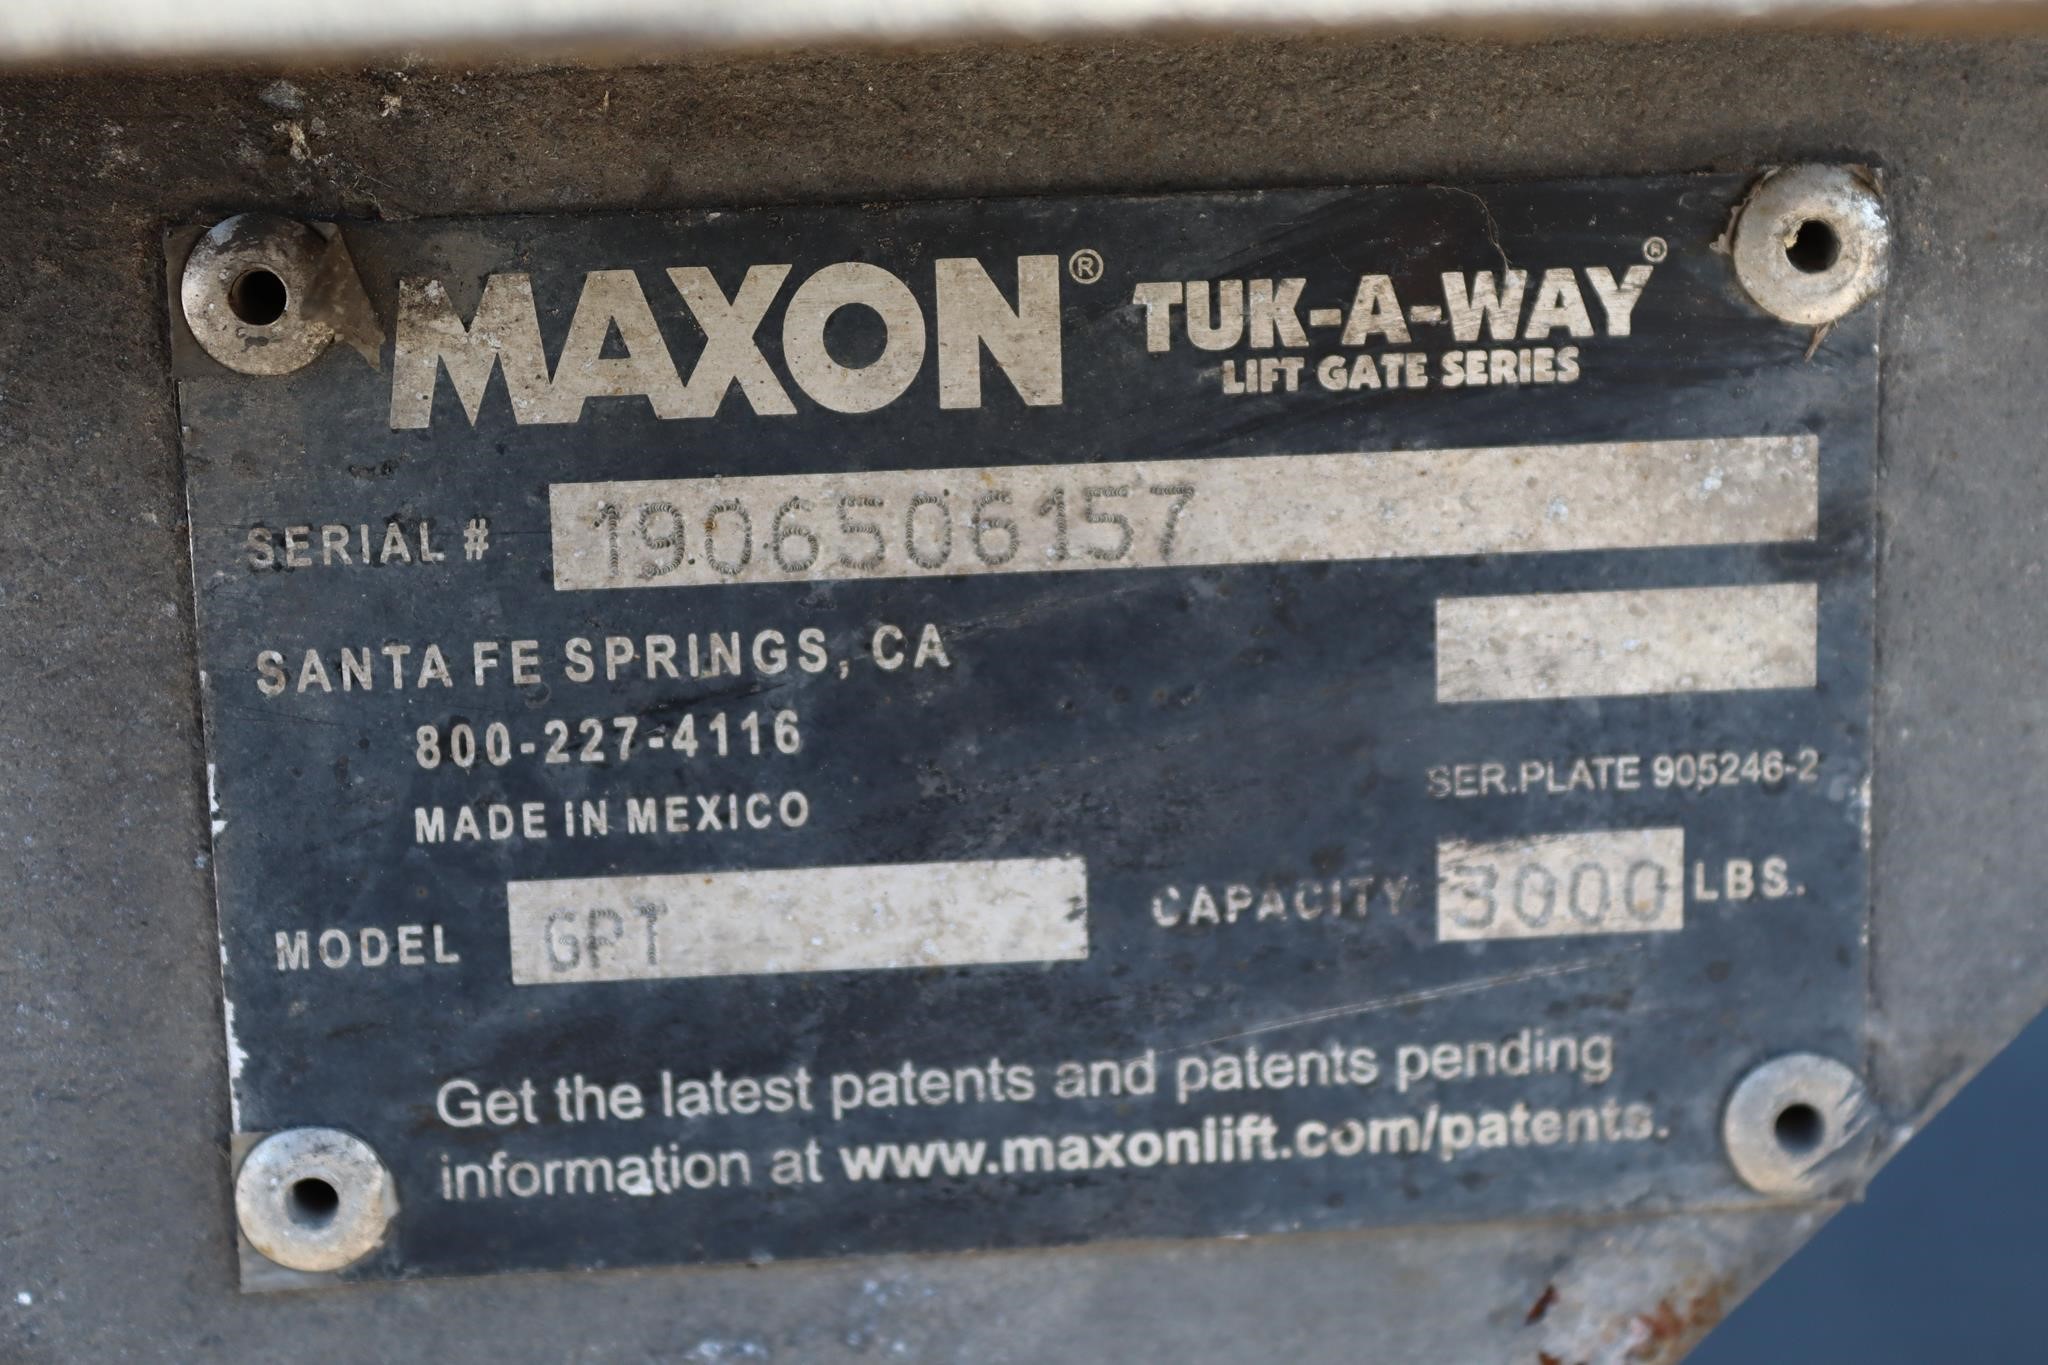 MAXON® TUK-A-WAY®
LIFT GATE SERIES
SERIAL # 1906506157
SANTA FE SPRINGS, CA
800-227-4116
MADE IN MEXICO
SER.PLATE 905246-2
MODEL GPT
CAPACITY 3000 LBS.
Get the latest patents and patents pending
information at www.maxonlift.com/patents.